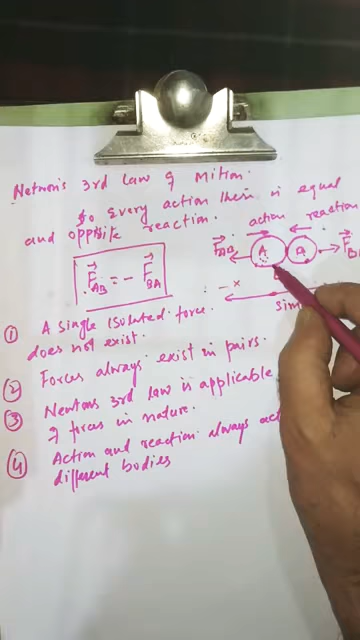 Newton's 3rd Law of Motion.
To every action there is equal
and opposite reaction.
action reaction
F AB A B F B
F AB = - F BA
- x
sim
① A single isolated force
does not exist.
② Forces always exist in pairs.
③ Newtons 3rd law is applicable
of forces in nature.
④ Action and reaction always act
different bodies